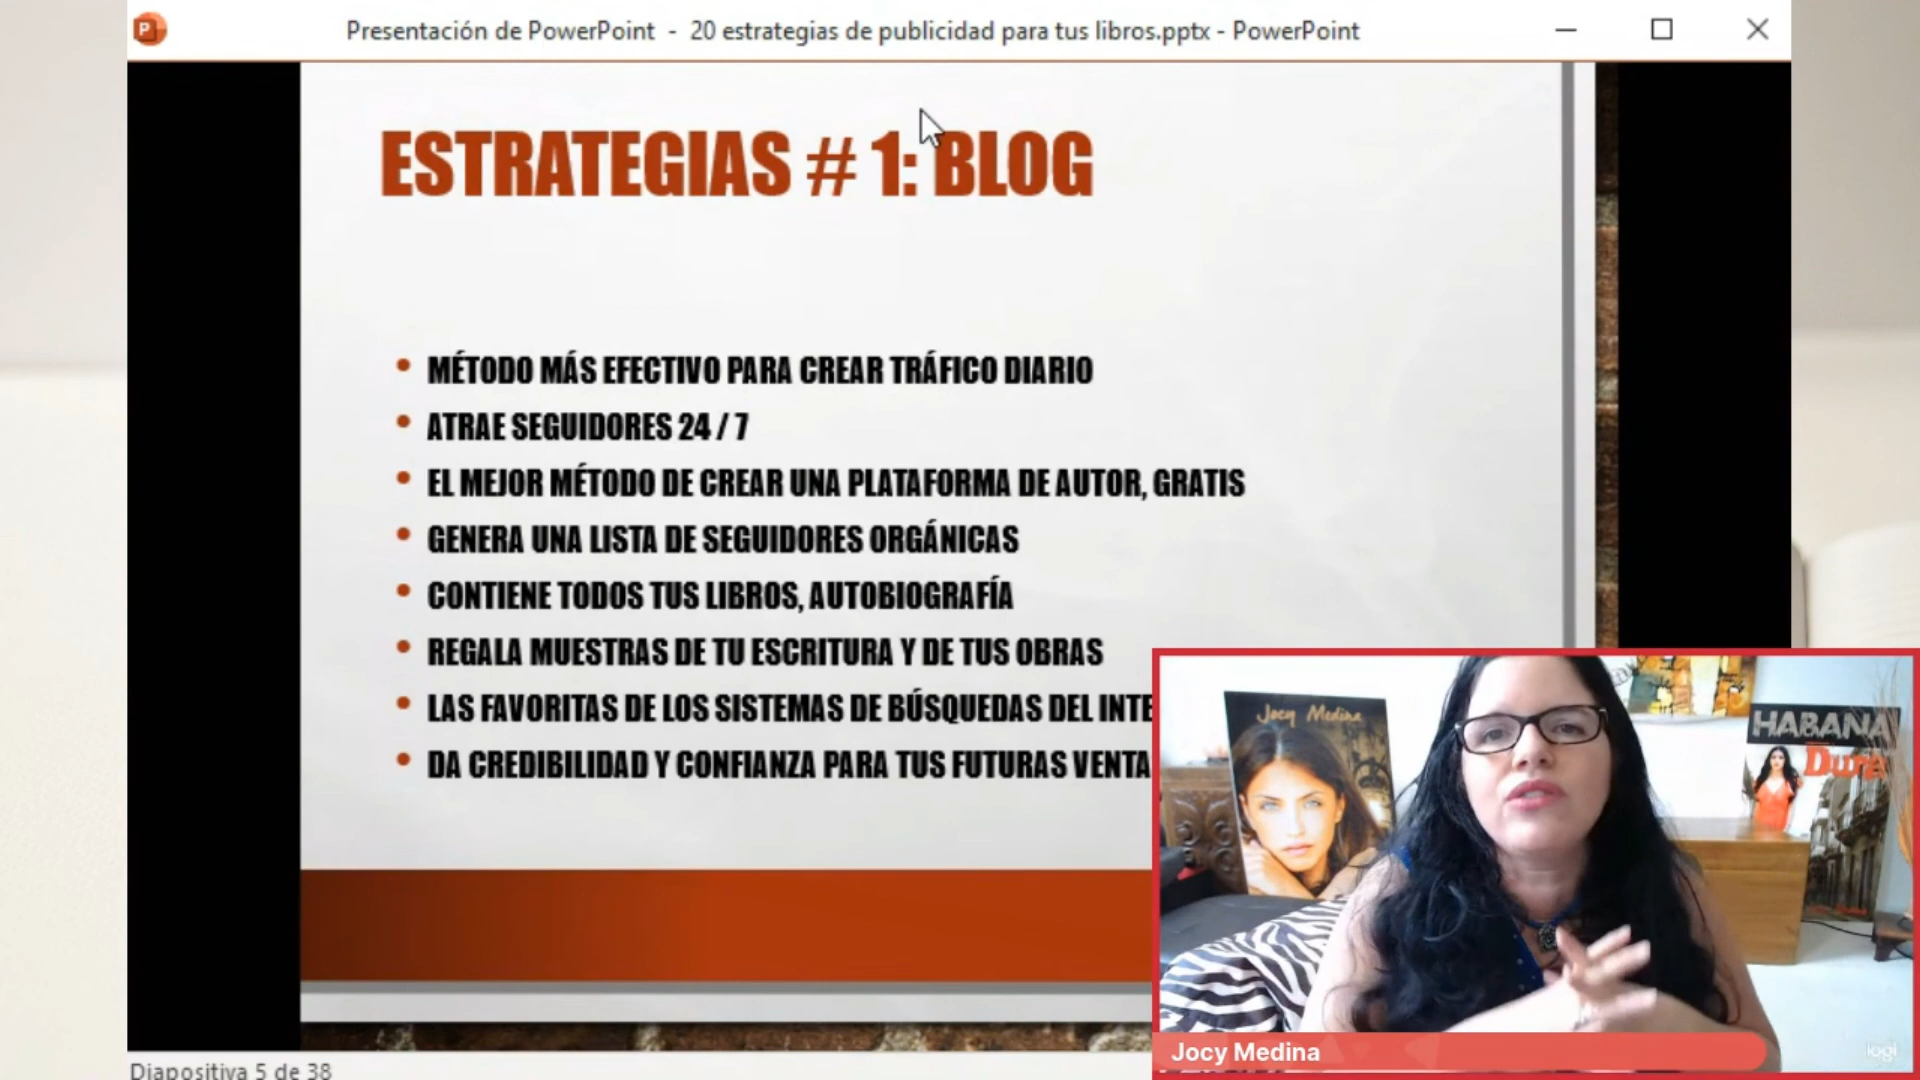 Presentación de PowerPoint - 20 estrategias de publicidad para tus libros.pptx - PowerPoint
ESTRATEGIAS # 1: BLOG
• MÉTODO MÁS EFECTIVO PARA CREAR TRÁFICO DIARIO
• ATRAE SEGUIDORES 24 / 7
• EL MEJOR MÉTODO DE CREAR UNA PLATAFORMA DE AUTOR, GRATIS
• GENERA UNA LISTA DE SEGUIDORES ORGÁNICAS
• CONTIENE TODOS TUS LIBROS, AUTOBIOGRAFÍA
• REGALA MUESTRAS DE TU ESCRITURA Y DE TUS OBRAS
• LAS FAVORITAS DE LOS SISTEMAS DE BÚSQUEDAS DEL INTE
• DA CREDIBILIDAD Y CONFIANZA PARA TUS FUTURAS VENTA
Jocy Medina
HABANA
Dura
Jocy Medina
logi
Diapositiva 5 de 38